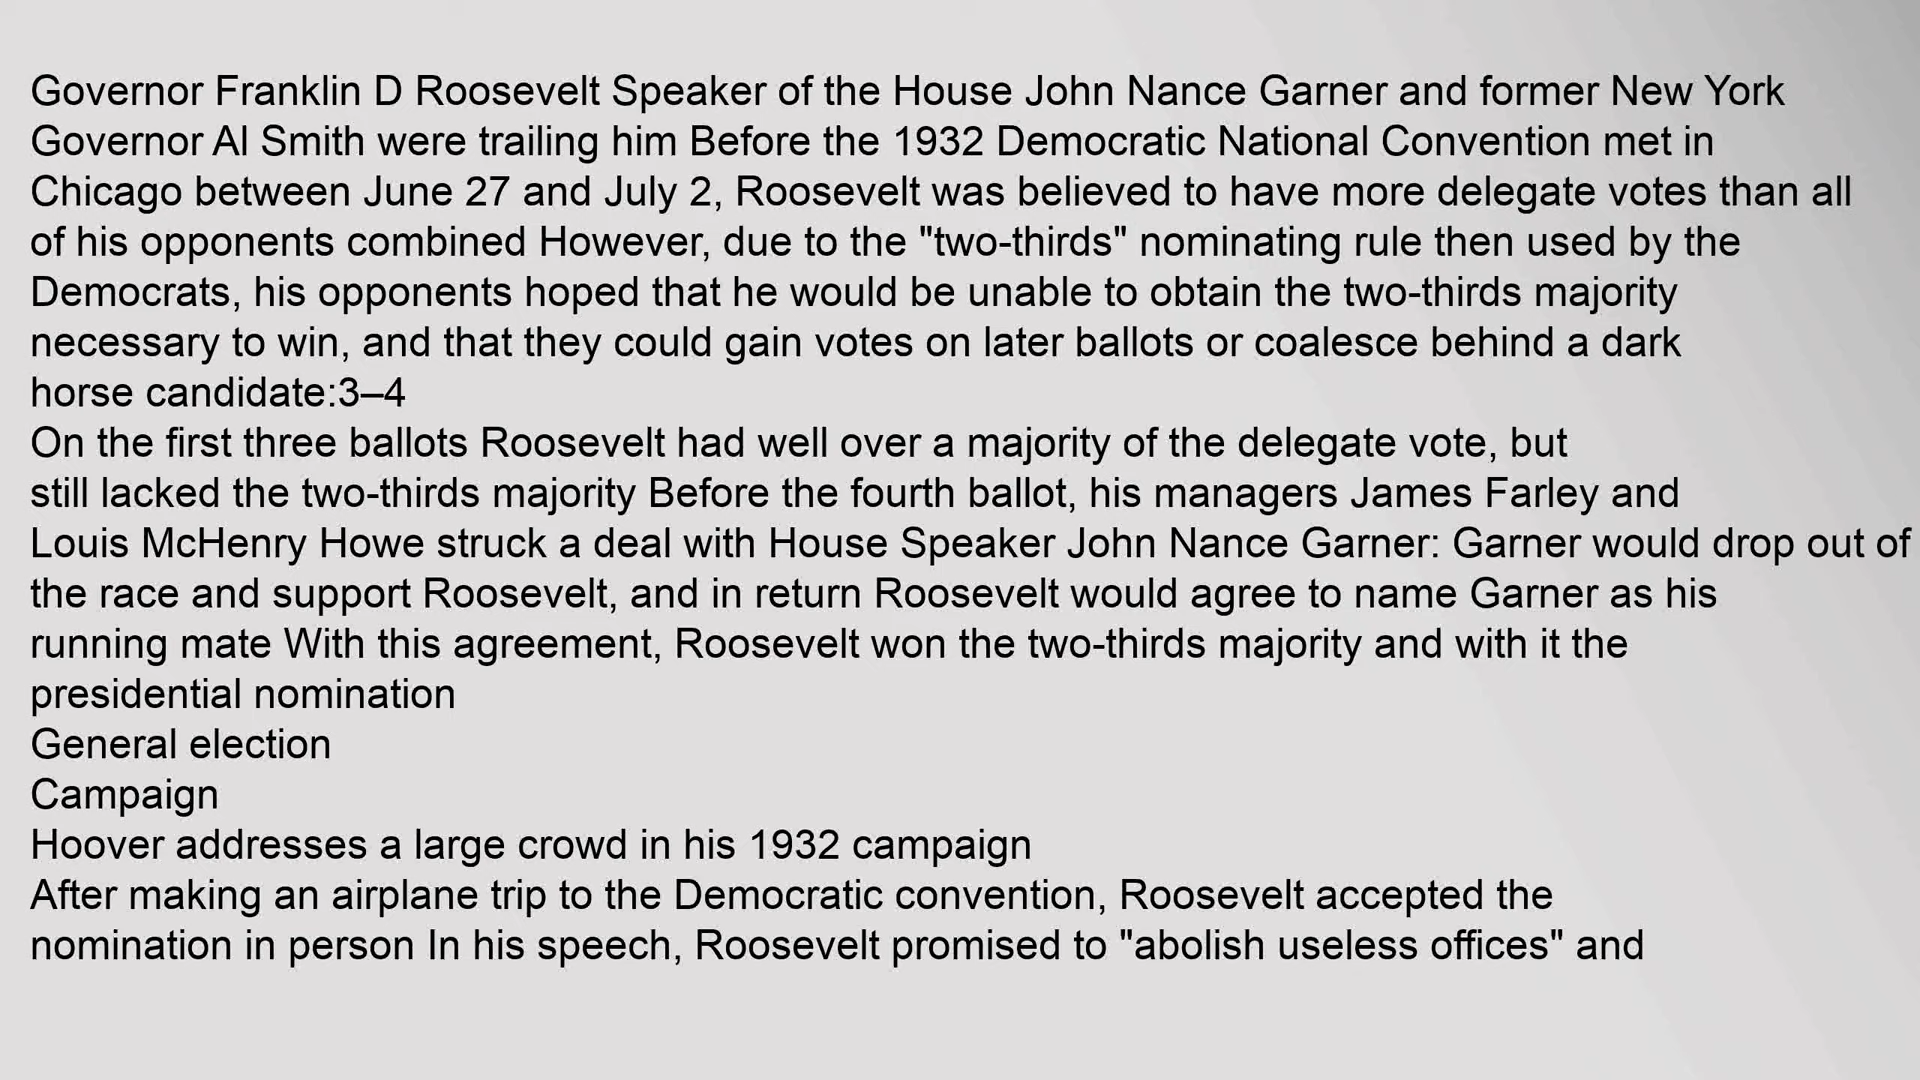 Governor Franklin D Roosevelt Speaker of the House John Nance Garner and former New York
Governor Al Smith were trailing him Before the 1932 Democratic National Convention met in
Chicago between June 27 and July 2, Roosevelt was believed to have more delegate votes than all
of his opponents combined However, due to the "two-thirds" nominating rule then used by the
Democrats, his opponents hoped that he would be unable to obtain the two-thirds majority
necessary to win, and that they could gain votes on later ballots or coalesce behind a dark
horse candidate:3–4
On the first three ballots Roosevelt had well over a majority of the delegate vote, but
still lacked the two-thirds majority Before the fourth ballot, his managers James Farley and
Louis McHenry Howe struck a deal with House Speaker John Nance Garner: Garner would drop out of
the race and support Roosevelt, and in return Roosevelt would agree to name Garner as his
running mate With this agreement, Roosevelt won the two-thirds majority and with it the
presidential nomination
General election
Campaign
Hoover addresses a large crowd in his 1932 campaign
After making an airplane trip to the Democratic convention, Roosevelt accepted the
nomination in person In his speech, Roosevelt promised to "abolish useless offices" and